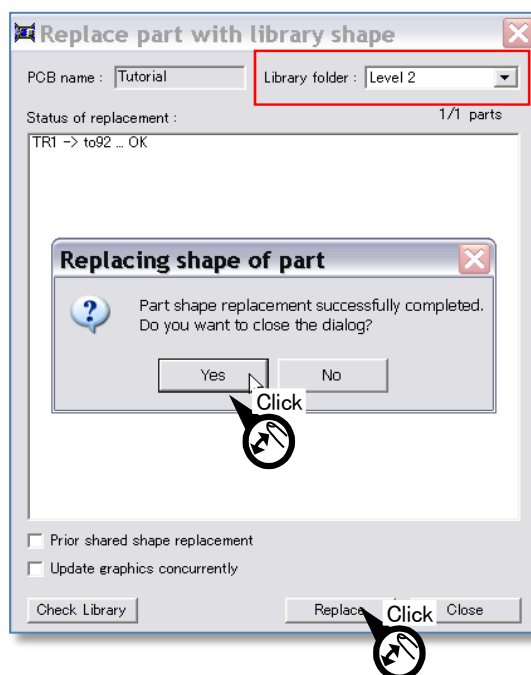 Replace part with library shape
PCB name : Tutorial Library folder : Level 2
Status of replacement : 1/1 parts
TR1 -> to92 ... OK
Replacing shape of part
Part shape replacement successfully completed.
Do you want to close the dialog?
Yes No
Click
Prior shared shape replacement
Update graphics concurrently
Check Library Replace Click Close